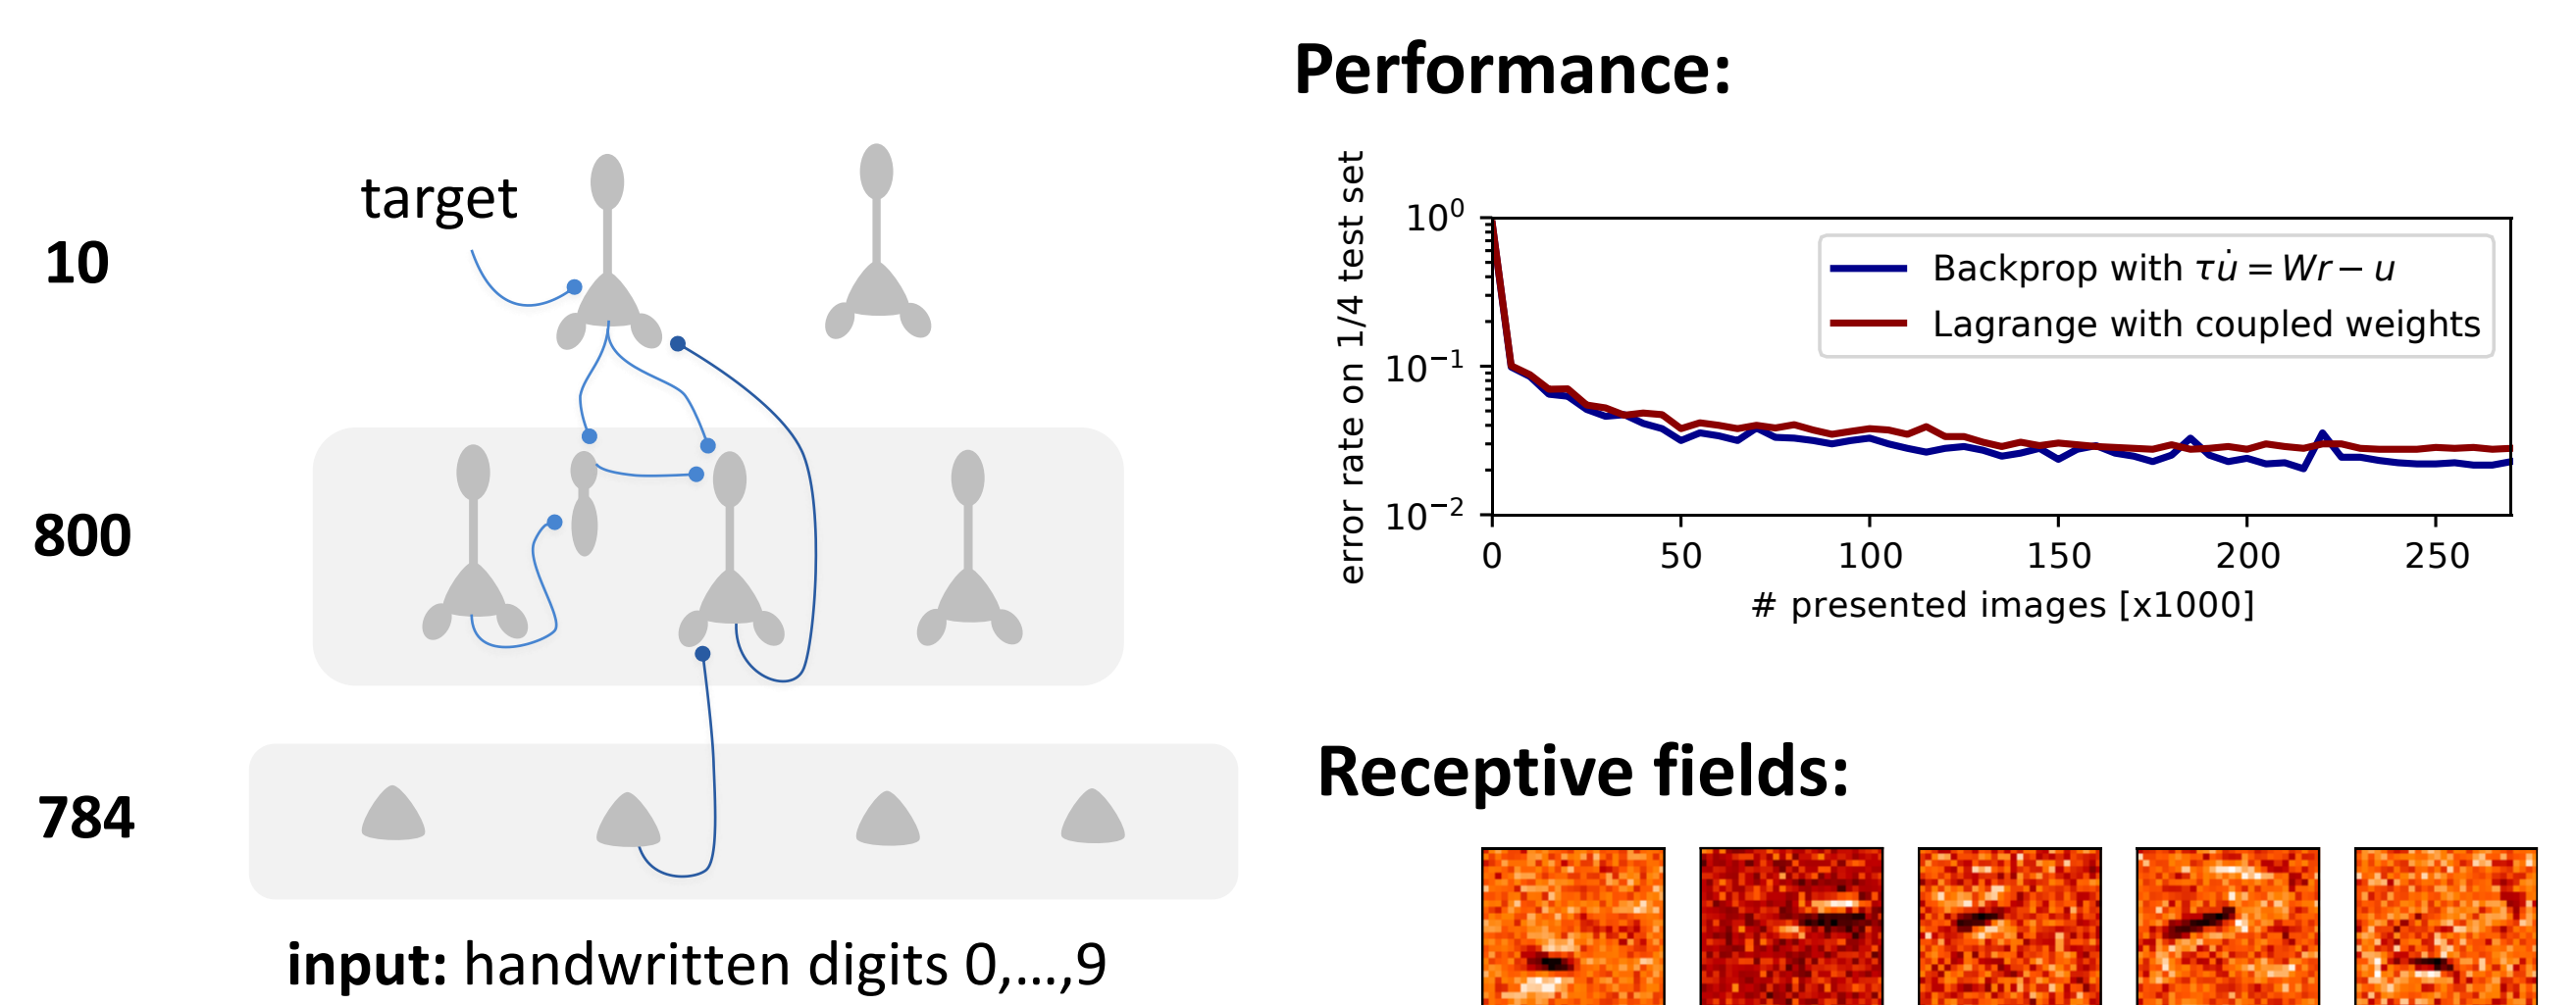 target
10
800
784
input: handwritten digits 0,...,9
Performance:
error rate on 1/4 test set
10⁰
10⁻¹
10⁻²
Backprop with τu̇ = Wr − u
Lagrange with coupled weights
0 50 100 150 200 250
# presented images [x1000]
Receptive fields: